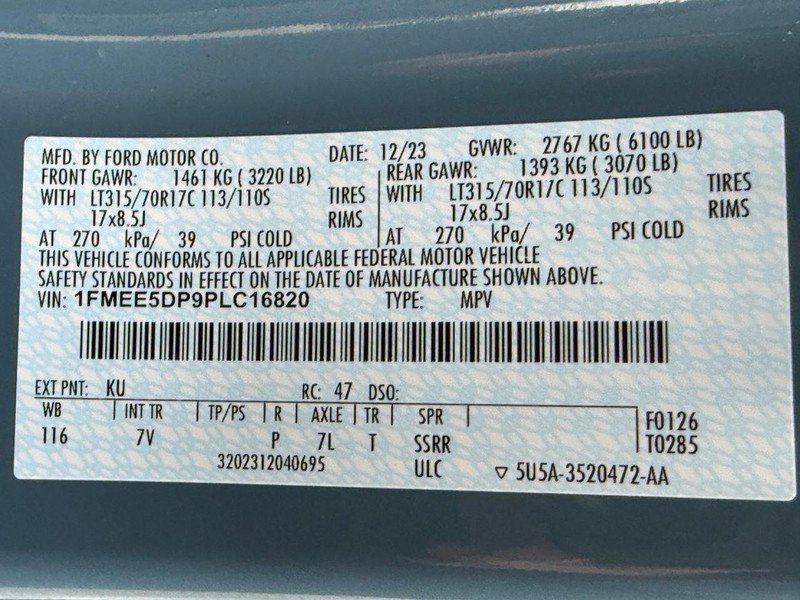 MFD. BY FORD MOTOR CO. DATE: 12/23 GVWR: 2767 KG ( 6100 LB)
FRONT GAWR: 1461 KG ( 3220 LB) REAR GAWR: 1393 KG ( 3070 LB)
WITH LT315/70R17C 113/110S TIRES WITH LT315/70R17C 113/110S TIRES
17x8.5J RIMS 17x8.5J RIMS
AT 270 kPa/ 39 PSI COLD AT 270 kPa/ 39 PSI COLD
THIS VEHICLE CONFORMS TO ALL APPLICABLE FEDERAL MOTOR VEHICLE
SAFETY STANDARDS IN EFFECT ON THE DATE OF MANUFACTURE SHOWN ABOVE.
VIN: 1FMEE5DP9PLC16820 TYPE: MPV
EXT PNT: KU RC: 47 DSO:
WB INT TR TP/PS R AXLE TR SPR F0126
116 7V P 7L T SSRR T0285
3202312040695 ULC ▽ 5U5A-3520472-AA